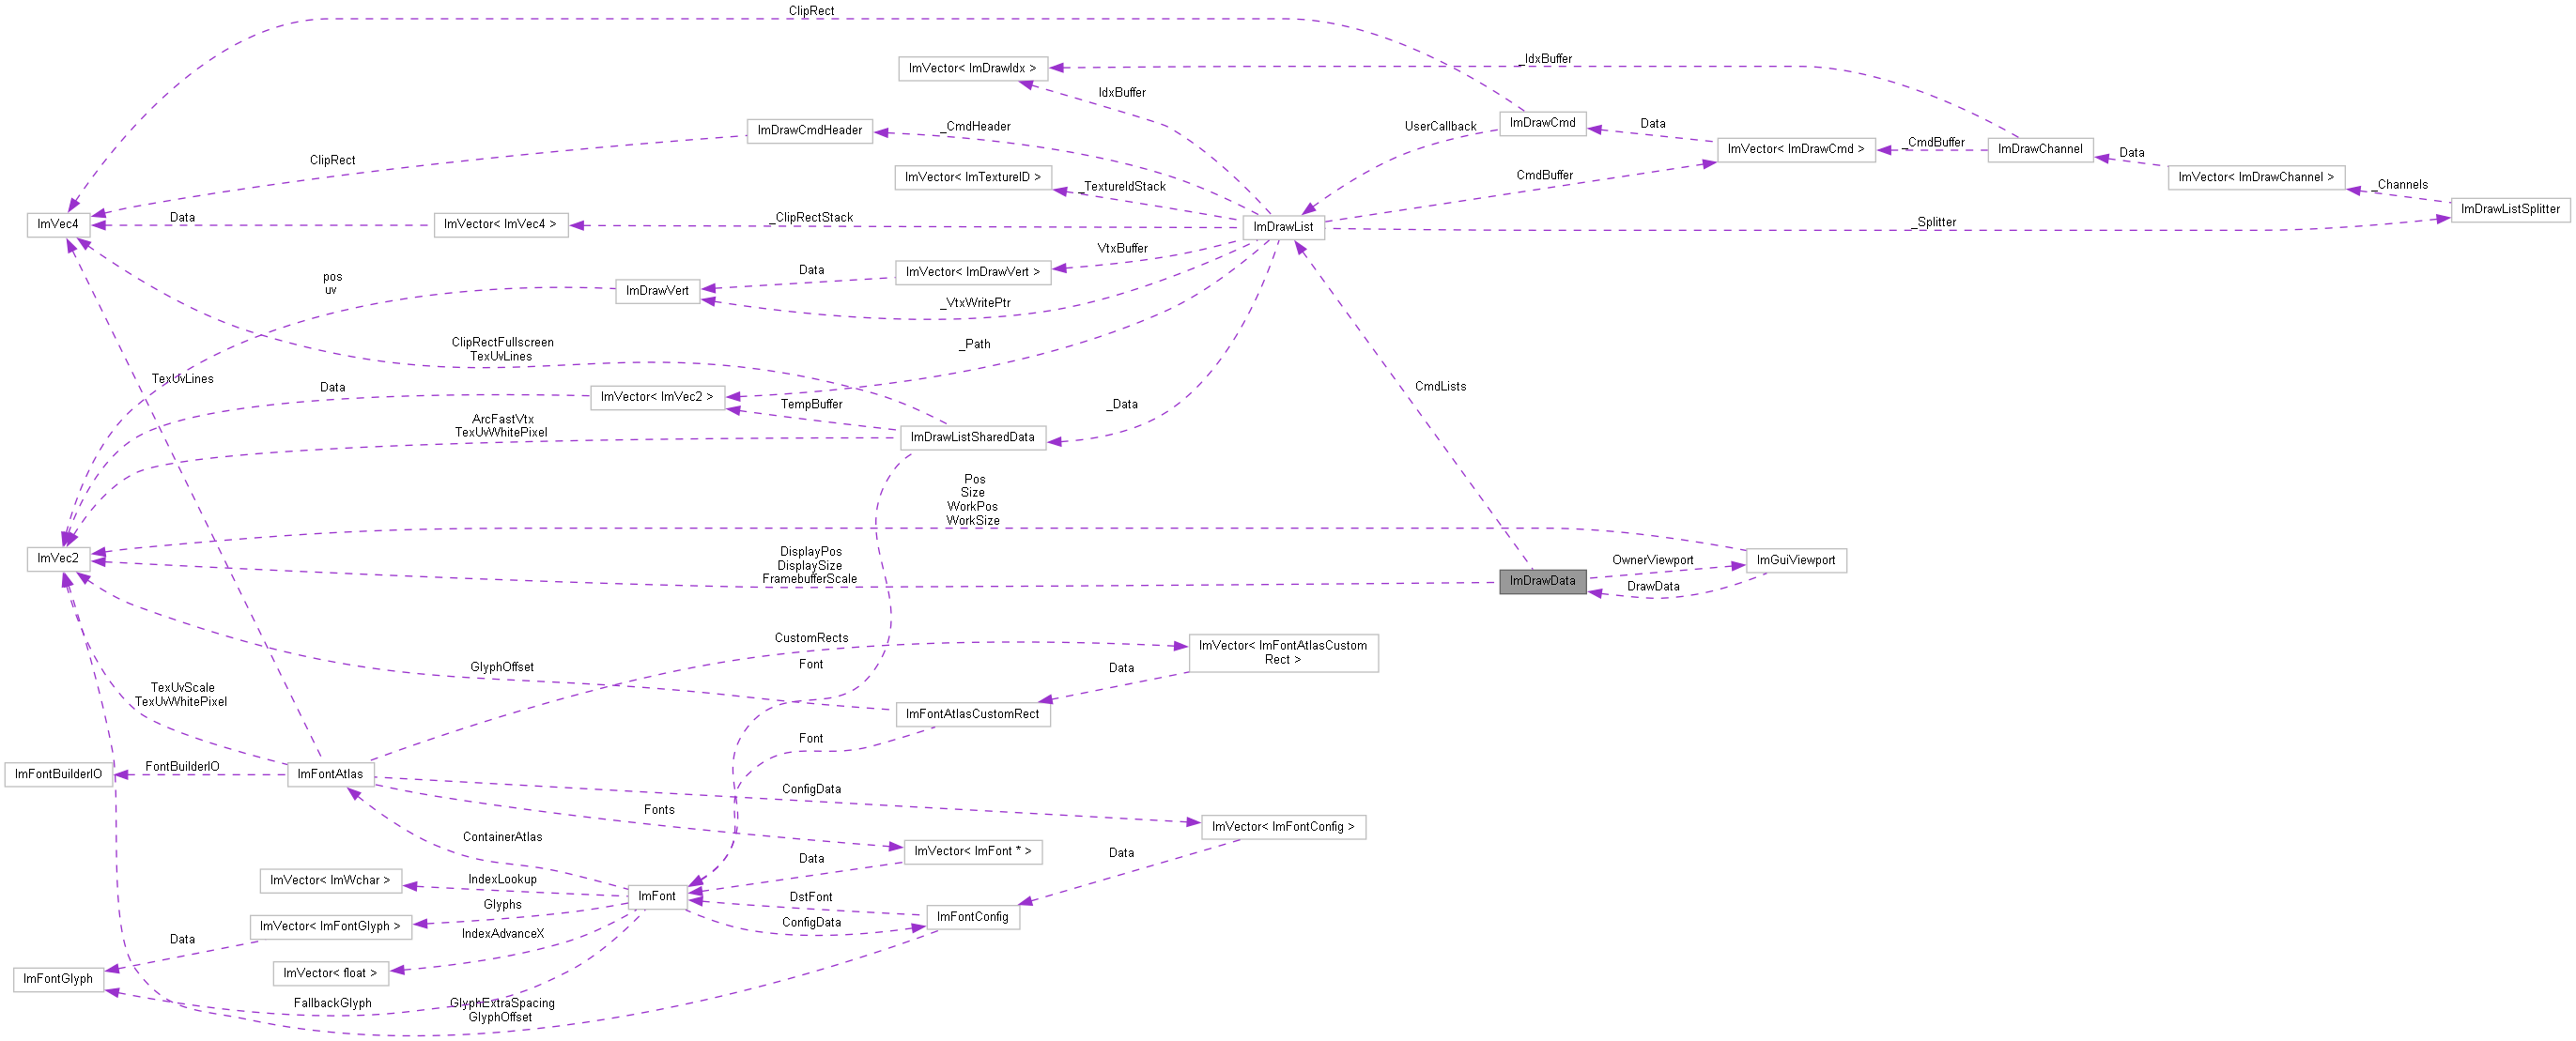 ClipRect
ImVector< ImDrawIdx >
_IdxBuffer
IdxBuffer
ImDrawCmdHeader
_CmdHeader
UserCallback
ImDrawCmd
Data
ImVector< ImDrawCmd >
_CmdBuffer
ImDrawChannel
Data
ImVector< ImDrawChannel >
_Channels
ImDrawListSplitter
ClipRect
ImVector< ImTextureID >
_TextureIdStack
CmdBuffer
ImVec4
Data
ImVector< ImVec4 >
_ClipRectStack
ImDrawList
_Splitter
VtxBuffer
ImVector< ImDrawVert >
Data
ImDrawVert
pos
uv
_VtxWritePtr
ClipRectFullscreen
TexUvLines
_Path
TexUvLines
Data
ImVector< ImVec2 >
TempBuffer
_Data
CmdLists
ArcFastVtx
TexUvWhitePixel
ImDrawListSharedData
Pos
Size
WorkPos
WorkSize
ImVec2
DisplayPos
DisplaySize
FramebufferScale
ImDrawData
OwnerViewport
DrawData
ImGuiViewport
CustomRects
Font
ImVector< ImFontAtlasCustom
Rect >
GlyphOffset
Data
TexUvScale
TexUvWhitePixel
ImFontAtlasCustomRect
Font
ImFontBuilderIO
FontBuilderIO
ImFontAtlas
ConfigData
Fonts
ImVector< ImFontConfig >
ContainerAtlas
ImVector< ImFont * >
Data
Data
ImVector< ImWchar >
IndexLookup
ImFont
DstFont
ImFontConfig
ConfigData
Glyphs
ImVector< ImFontGlyph >
IndexAdvanceX
Data
ImVector< float >
ImFontGlyph
FallbackGlyph
GlyphExtraSpacing
GlyphOffset